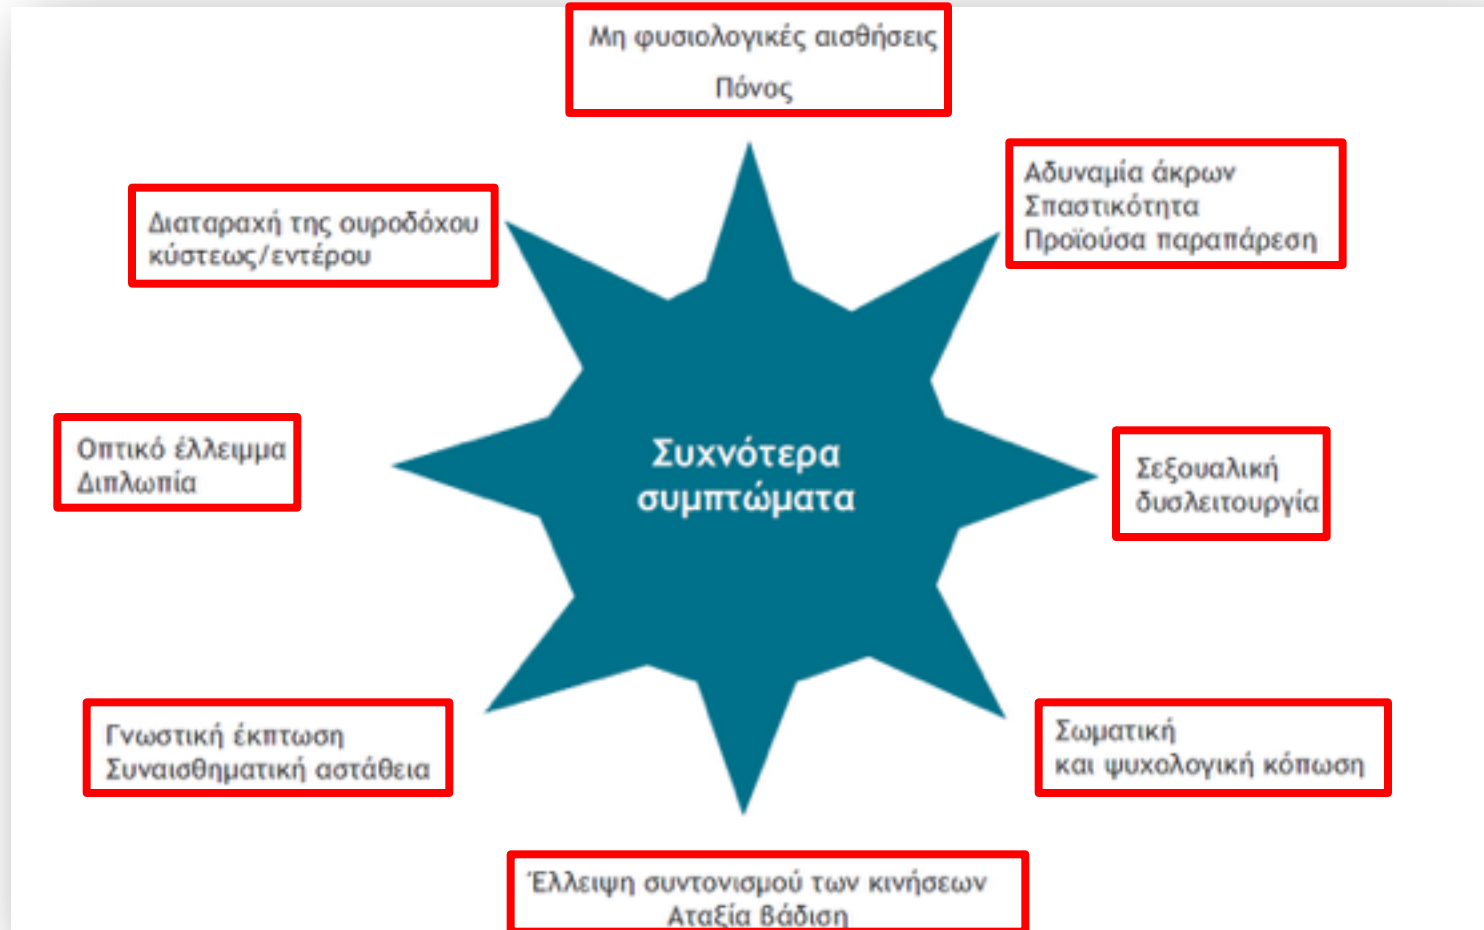 Μη φυσιολογικές αισθήσεις
Πόνος
Αδυναμία άκρων
Σπαστικότητα
Προϊούσα παραπάρεση
Διαταραχή της ουροδόχου
κύστεως/εντέρου
Οπτικό έλλειμμα
Διπλωπία
Συχνότερα
συμπτώματα
Σεξουαλική
δυσλειτουργία
Γνωστική έκπτωση
Συναισθηματική αστάθεια
Σωματική
και ψυχολογική κόπωση
Έλλειψη συντονισμού των κινήσεων
Αταξία βάδιση